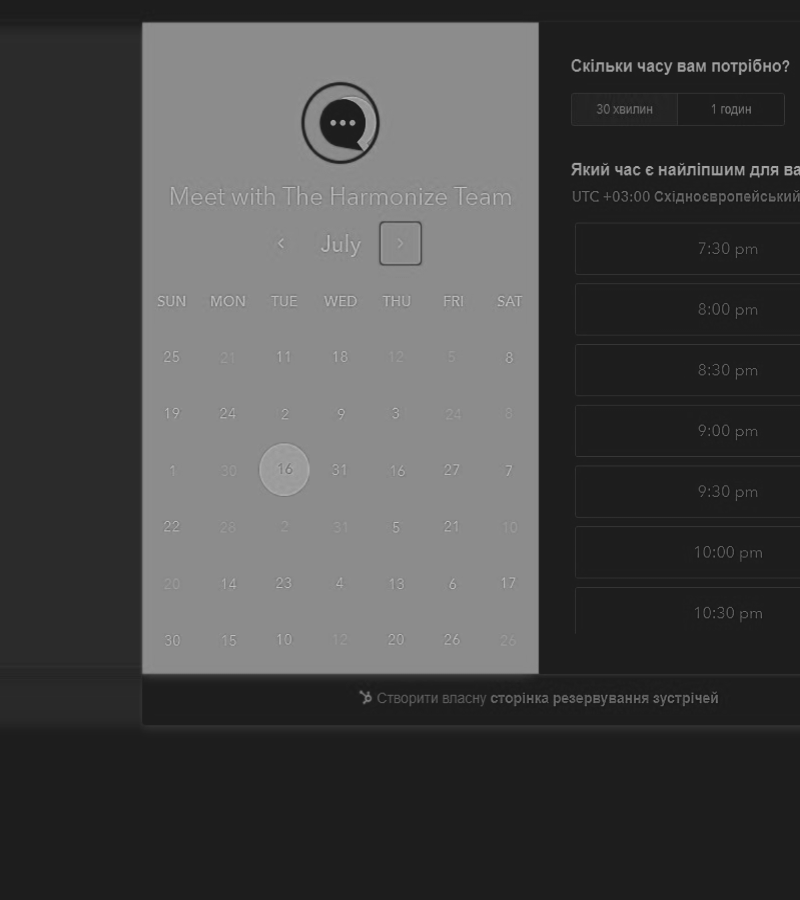 Meet with The Harmonize Team
July
SUN MON TUE WED THU FRI SAT
25 21 11 18 12 5 8
19 24 2 9 3 24 8
1 30 16 31 16 27 7
22 28 2 31 5 21 10
20 14 23 4 13 6 17
30 15 10 12 20 26 26
Скільки часу вам потрібно?
30 хвилин 1 годин
Який час є найліпшим для ва
UTC +03:00 Східноєвропейський
7:30 pm
8:00 pm
8:30 pm
9:00 pm
9:30 pm
10:00 pm
10:30 pm
Створити власну сторінка резервування зустрічей